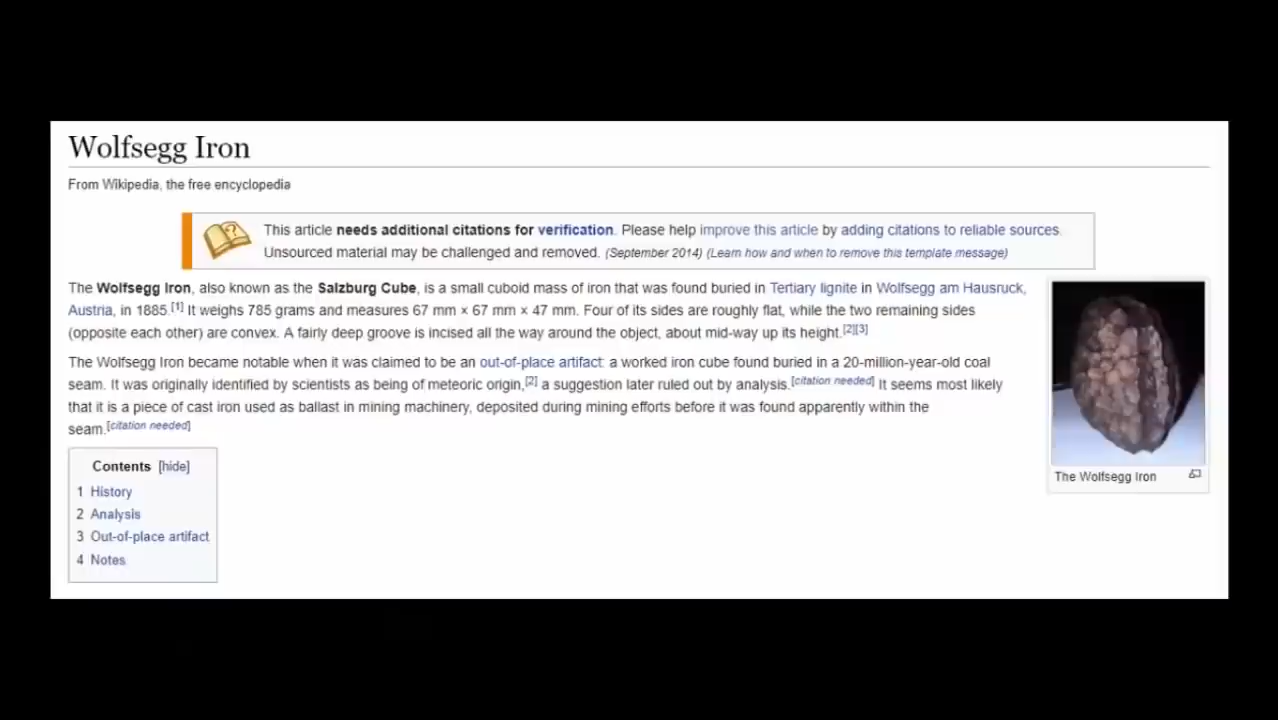 Wolfsegg Iron
From Wikipedia, the free encyclopedia
This article needs additional citations for verification. Please help improve this article by adding citations to reliable sources.
Unsourced material may be challenged and removed. (September 2014) (Learn how and when to remove this template message)
The Wolfsegg Iron, also known as the Salzburg Cube, is a small cuboid mass of iron that was found buried in Tertiary lignite in Wolfsegg am Hausruck,
Austria, in 1885.[1] It weighs 785 grams and measures 67 mm × 67 mm × 47 mm. Four of its sides are roughly flat, while the two remaining sides
(opposite each other) are convex. A fairly deep groove is incised all the way around the object, about mid-way up its height.[2][3]
The Wolfsegg Iron became notable when it was claimed to be an out-of-place artifact: a worked iron cube found buried in a 20-million-year-old coal
seam. It was originally identified by scientists as being of meteoric origin,[2] a suggestion later ruled out by analysis.[citation needed] It seems most likely
that it is a piece of cast iron used as ballast in mining machinery, deposited during mining efforts before it was found apparently within the
seam.[citation needed]
The Wolfsegg Iron
Contents [hide]
1 History
2 Analysis
3 Out-of-place artifact
4 Notes